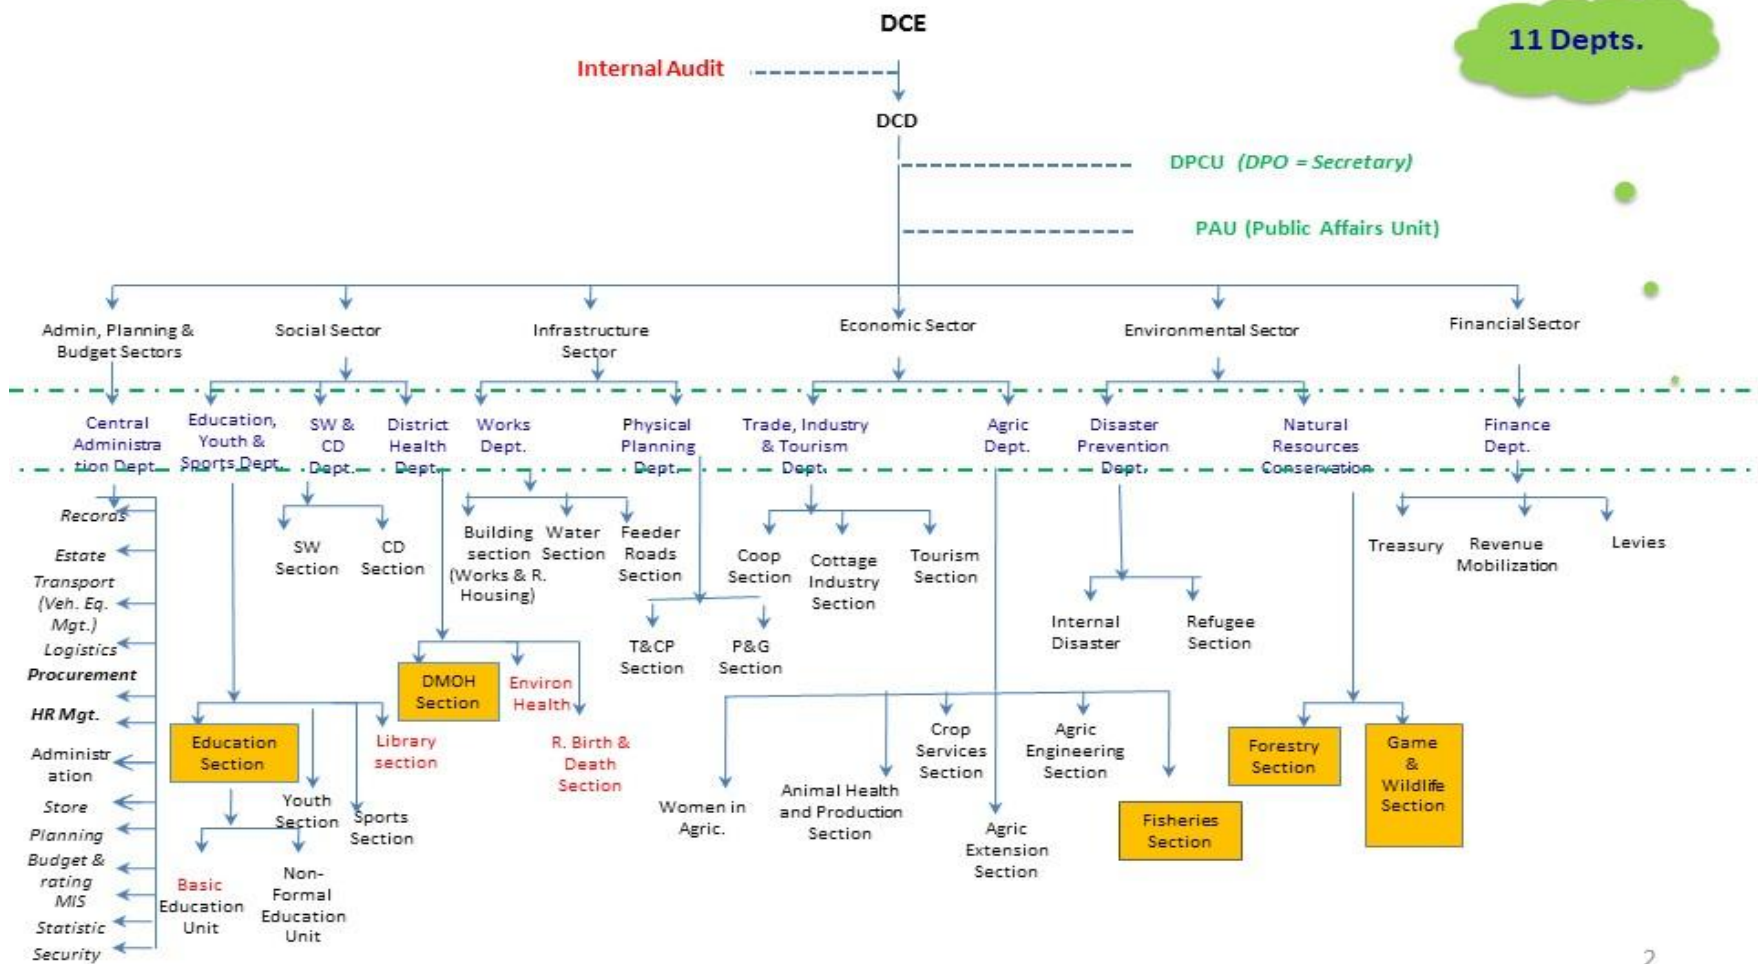 DCE
11 Depts.
Internal Audit
DCD
DPCU (DPO = Secretary)
PAU (Public Affairs Unit)
Admin, Planning &
Budget Sectors
Social Sector
Infrastructure
Sector
Economic Sector
Environmental Sector
Financial Sector
Central
Administra
tion Dept.
Education,
Youth &
Sports Dept.
SW &
CD
Dept.
District
Health
Dept.
Works
Dept.
Physical
Planning
Dept.
Trade, Industry
& Tourism
Dept.
Agric
Dept.
Disaster
Prevention
Dept.
Natural
Resources
Conservation
Finance
Dept.
Records
Estate
Transport
(Veh. Eq.
Mgt.)
Logistics
Procurement
HR Mgt.
Administr
ation
Store
Planning
Budget &
rating
MIS
Statistic
Security
Education
Section
Youth
Section
Sports
Section
Library
section
Basic
Education
Unit
Non-
Formal
Education
Unit
SW
Section
CD
Section
DMOH
Section
Environ
Health
R. Birth &
Death
Section
Building
section
(Works & R.
Housing)
Water
Section
Feeder
Roads
Section
T&CP
Section
P&G
Section
Coop
Section
Cottage
Industry
Section
Tourism
Section
Women in
Agric.
Animal Health
and Production
Section
Crop
Services
Section
Agric
Extension
Section
Agric
Engineering
Section
Fisheries
Section
Internal
Disaster
Refugee
Section
Forestry
Section
Game
&
Wildlife
Section
Treasury
Revenue
Mobilization
Levies
2